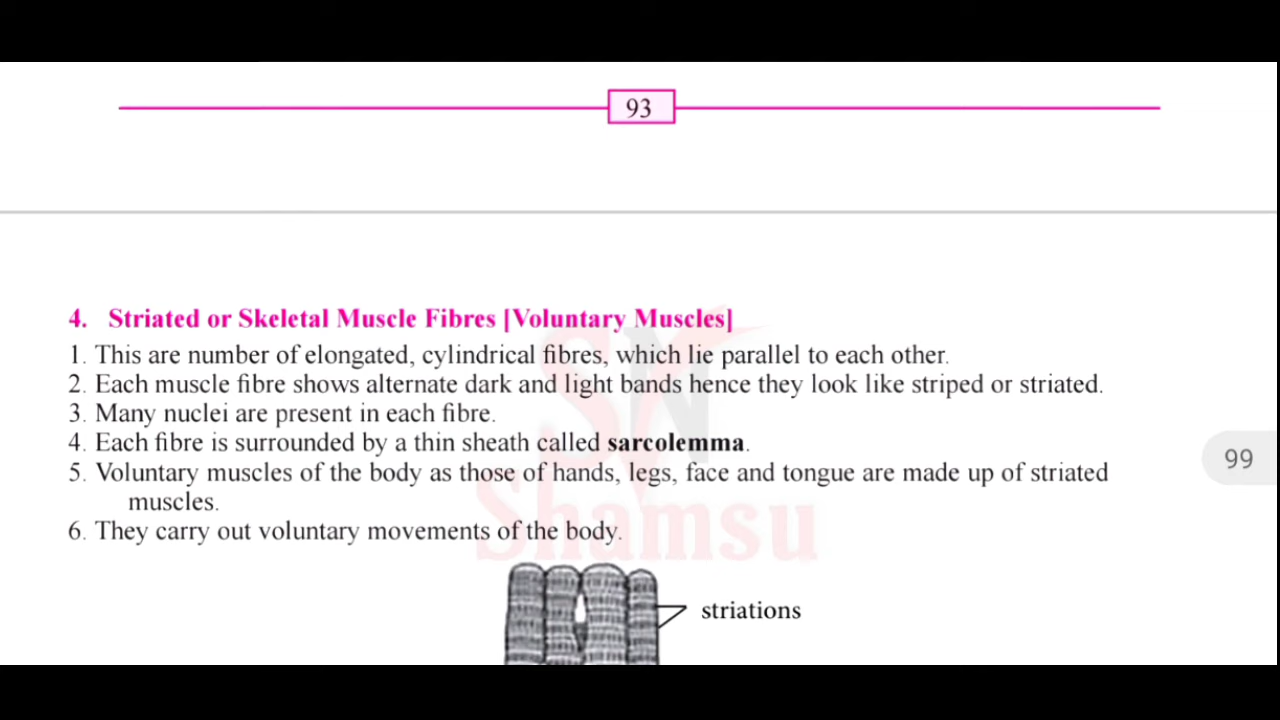 93
4. Striated or Skeletal Muscle Fibres [Voluntary Muscles]
1. This are number of elongated, cylindrical fibres, which lie parallel to each other.
2. Each muscle fibre shows alternate dark and light bands hence they look like striped or striated.
3. Many nuclei are present in each fibre.
4. Each fibre is surrounded by a thin sheath called sarcolemma.
99
5. Voluntary muscles of the body as those of hands, legs, face and tongue are made up of striated
muscles.
6. They carry out voluntary movements of the body.
SN
Shamsu
striations